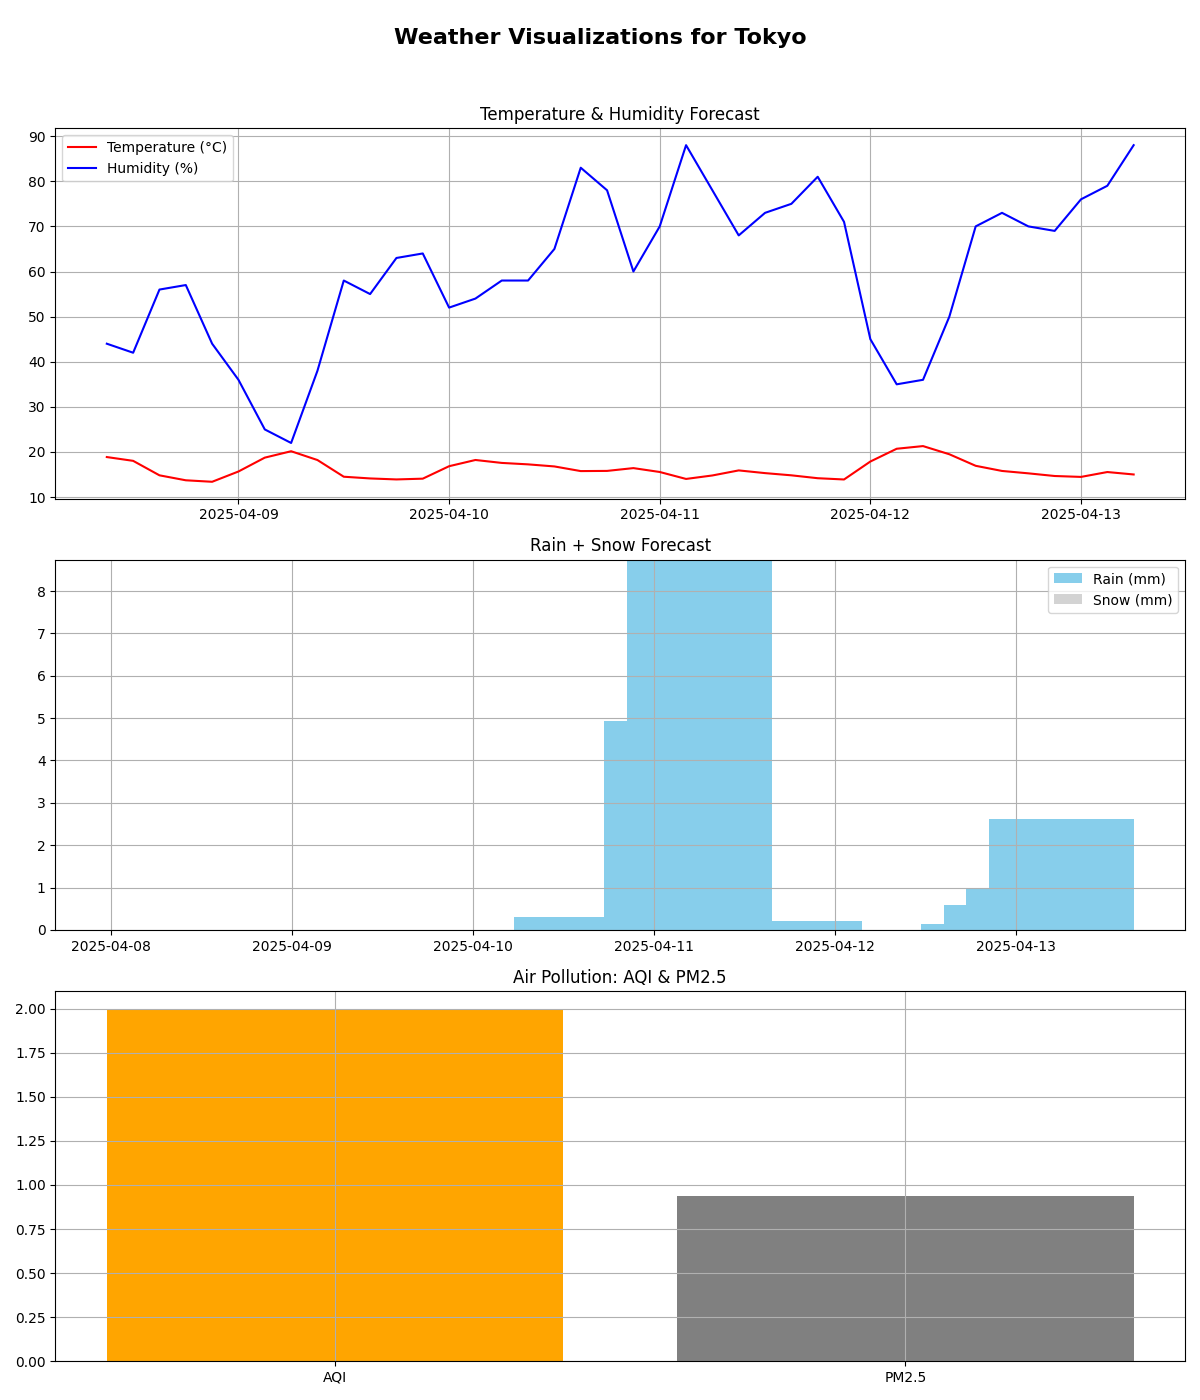 Weather Visualizations for Tokyo
Temperature & Humidity Forecast
Temperature (°C)
Humidity (%)
90
80
70
60
50
40
30
20
10
2025-04-09 2025-04-10 2025-04-11 2025-04-12 2025-04-13
Rain + Snow Forecast
Rain (mm)
Snow (mm)
8
7
6
5
4
3
2
1
0
2025-04-08 2025-04-09 2025-04-10 2025-04-11 2025-04-12 2025-04-13
Air Pollution: AQI & PM2.5
2.00
1.75
1.50
1.25
1.00
0.75
0.50
0.25
0.00
AQI PM2.5